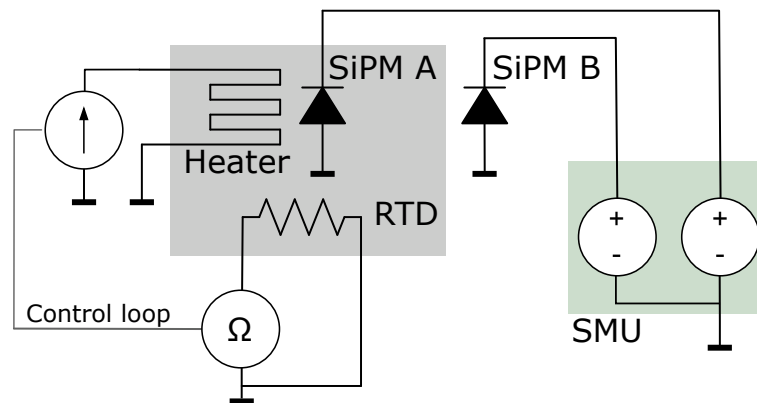 SiPM A
SiPM B
Heater
RTD
+
-
+
-
Control loop
Ω
SMU